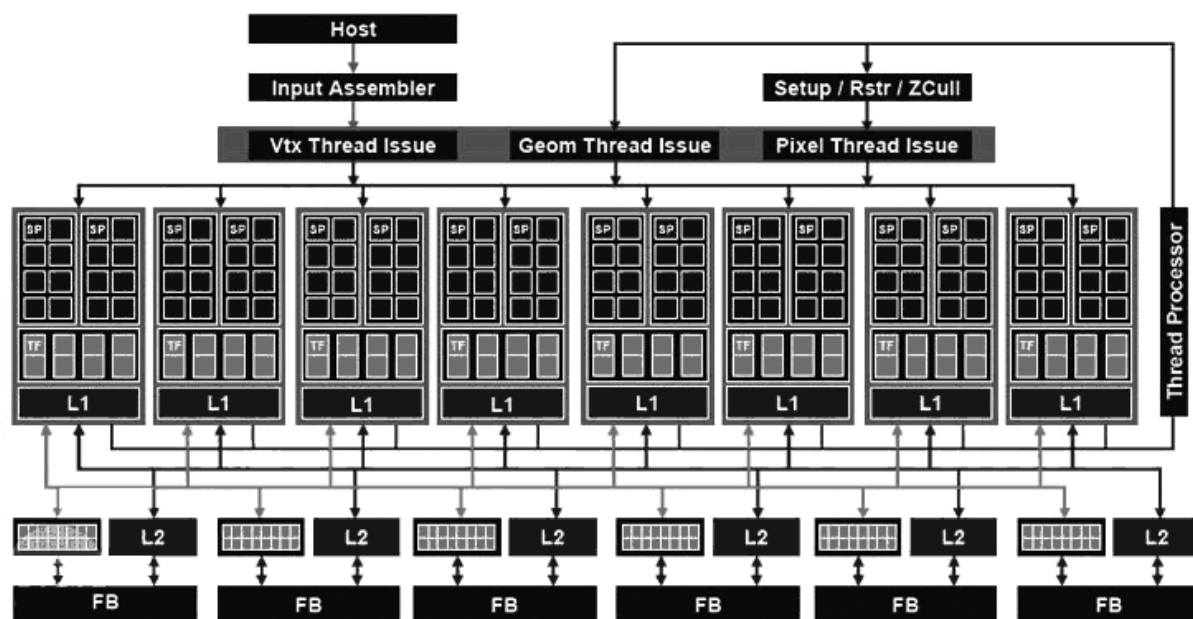 Host
Input Assembler
Setup / Rstr / ZCull
Vtx Thread Issue
Geom Thread Issue
Pixel Thread Issue
SP SP SP SP SP SP SP SP SP SP SP SP SP SP SP SP
Thread Processor
TF TF TF TF TF TF TF TF
L1 L1 L1 L1 L1 L1 L1 L1
L2 L2 L2 L2 L2 L2
FB FB FB FB FB FB